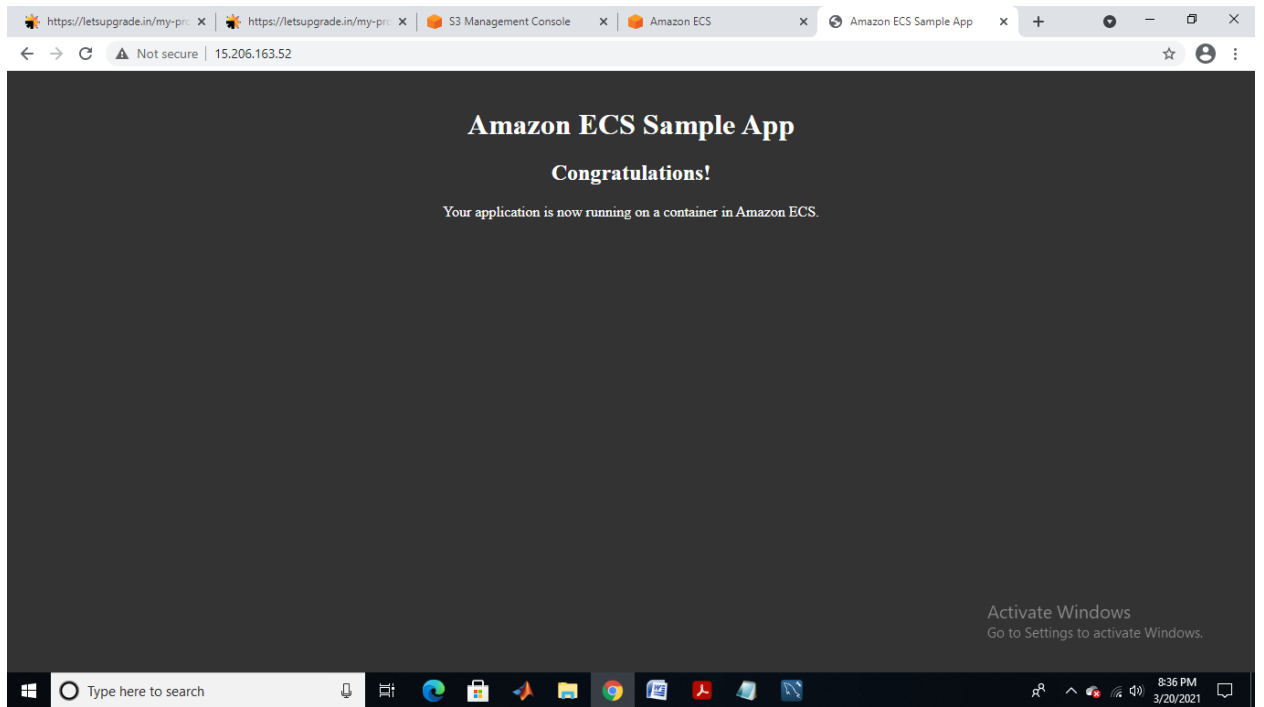 https://letsupgrade.in/my-pro
https://letsupgrade.in/my-pro
S3 Management Console
Amazon ECS
Amazon ECS Sample App
Not secure
15.206.163.52
Amazon ECS Sample App
Congratulations!
Your application is now running on a container in Amazon ECS.
Activate Windows
Go to Settings to activate Windows.
Type here to search
8:36 PM
3/20/2021